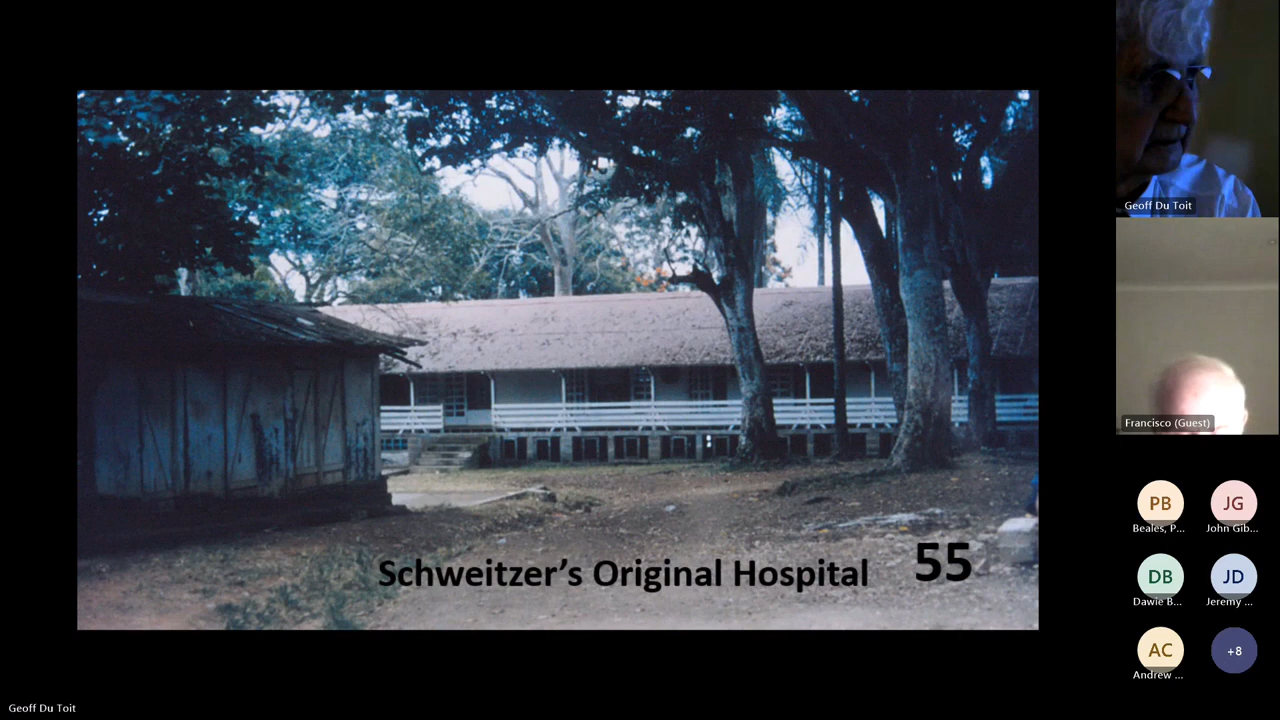 Schweitzer’s Original Hospital
55
Geoff Du Toit
Francisco (Guest)
PB
JG
Beales, P...
John Gib...
DB
JD
Dawie B...
Jeremy ...
AC
+8
Andrew ...
Geoff Du Toit